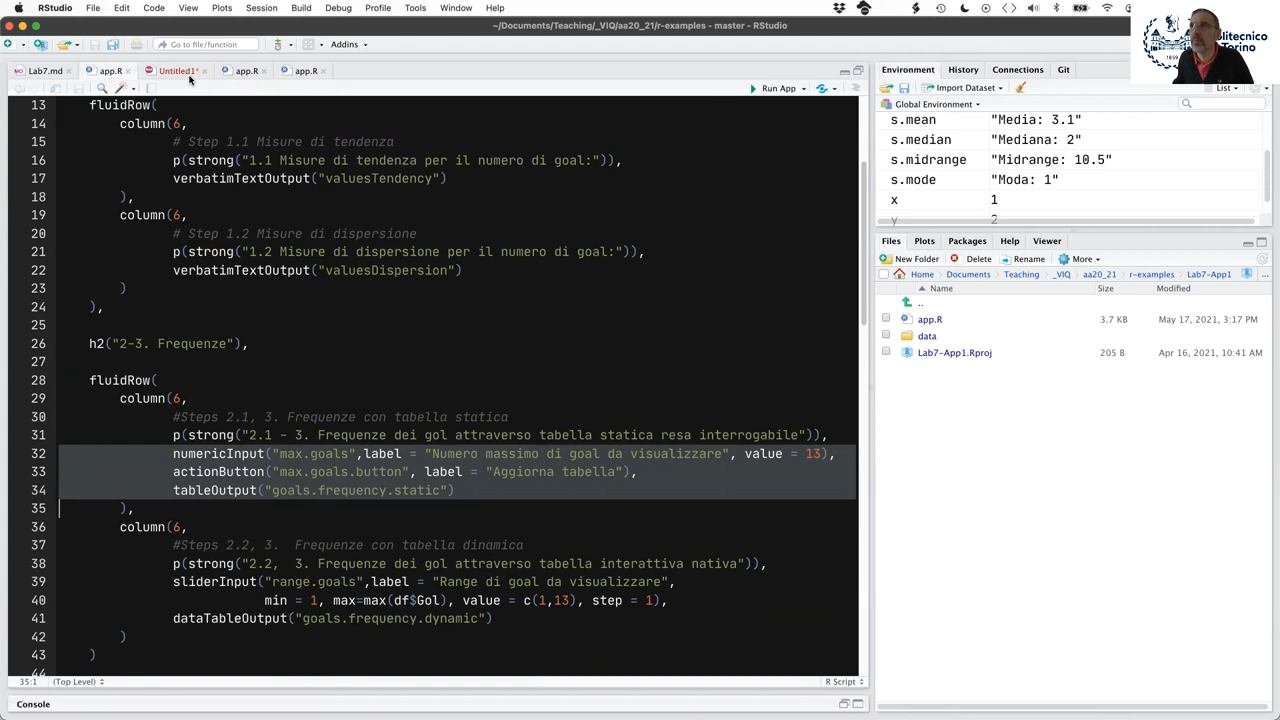 RStudio File Edit Code View Plots Session Build Debug Profile Tools Window Help
~/Documents/Teaching/_VIQ/aa20_21/r-examples - master - RStudio
Go to file/function Addins
Lab7.md app.R Untitled1* app.R app.R
Run App
13 fluidRow(
14 column(6,
15 # Step 1.1 Misure di tendenza
16 p(strong("1.1 Misure di tendenza per il numero di goal:")),
17 verbatimTextOutput("valuesTendency")
18 ),
19 column(6,
20 # Step 1.2 Misure di dispersione
21 p(strong("1.2 Misure di dispersione per il numero di goal:")),
22 verbatimTextOutput("valuesDispersion")
23 )
24 ),
25
26 h2("2-3. Frequenze"),
27
28 fluidRow(
29 column(6,
30 #Steps 2.1, 3. Frequenze con tabella statica
31 p(strong("2.1 - 3. Frequenze dei gol attraverso tabella statica resa interrogabile")),
32 numericInput("max.goals",label = "Numero massimo di goal da visualizzare", value = 13),
33 actionButton("max.goals.button", label = "Aggiorna tabella"),
34 tableOutput("goals.frequency.static")
35 ),
36 column(6,
37 #Steps 2.2, 3. Frequenze con tabella dinamica
38 p(strong("2.2, 3. Frequenze dei gol attraverso tabella interattiva nativa")),
39 sliderInput("range.goals",label = "Range di goal da visualizzare",
40 min = 1, max=max(df$Gol), value = c(1,13), step = 1),
41 dataTableOutput("goals.frequency.dynamic")
42 )
43 )
44
35:1 (Top Level) R Script
Console
Environment History Connections Git
Import Dataset List
Global Environment
s.mean "Media: 3.1"
s.median "Mediana: 2"
s.midrange "Midrange: 10.5"
s.mode "Moda: 1"
x 1
y 2
Files Plots Packages Help Viewer
New Folder Delete Rename More
Home Documents Teaching _VIQ aa20_21 r-examples Lab7-App1 ...
Name Size Modified
..
app.R 3.7 KB May 17, 2021, 3:17 PM
data
Lab7-App1.Rproj 205 B Apr 16, 2021, 10:41 AM